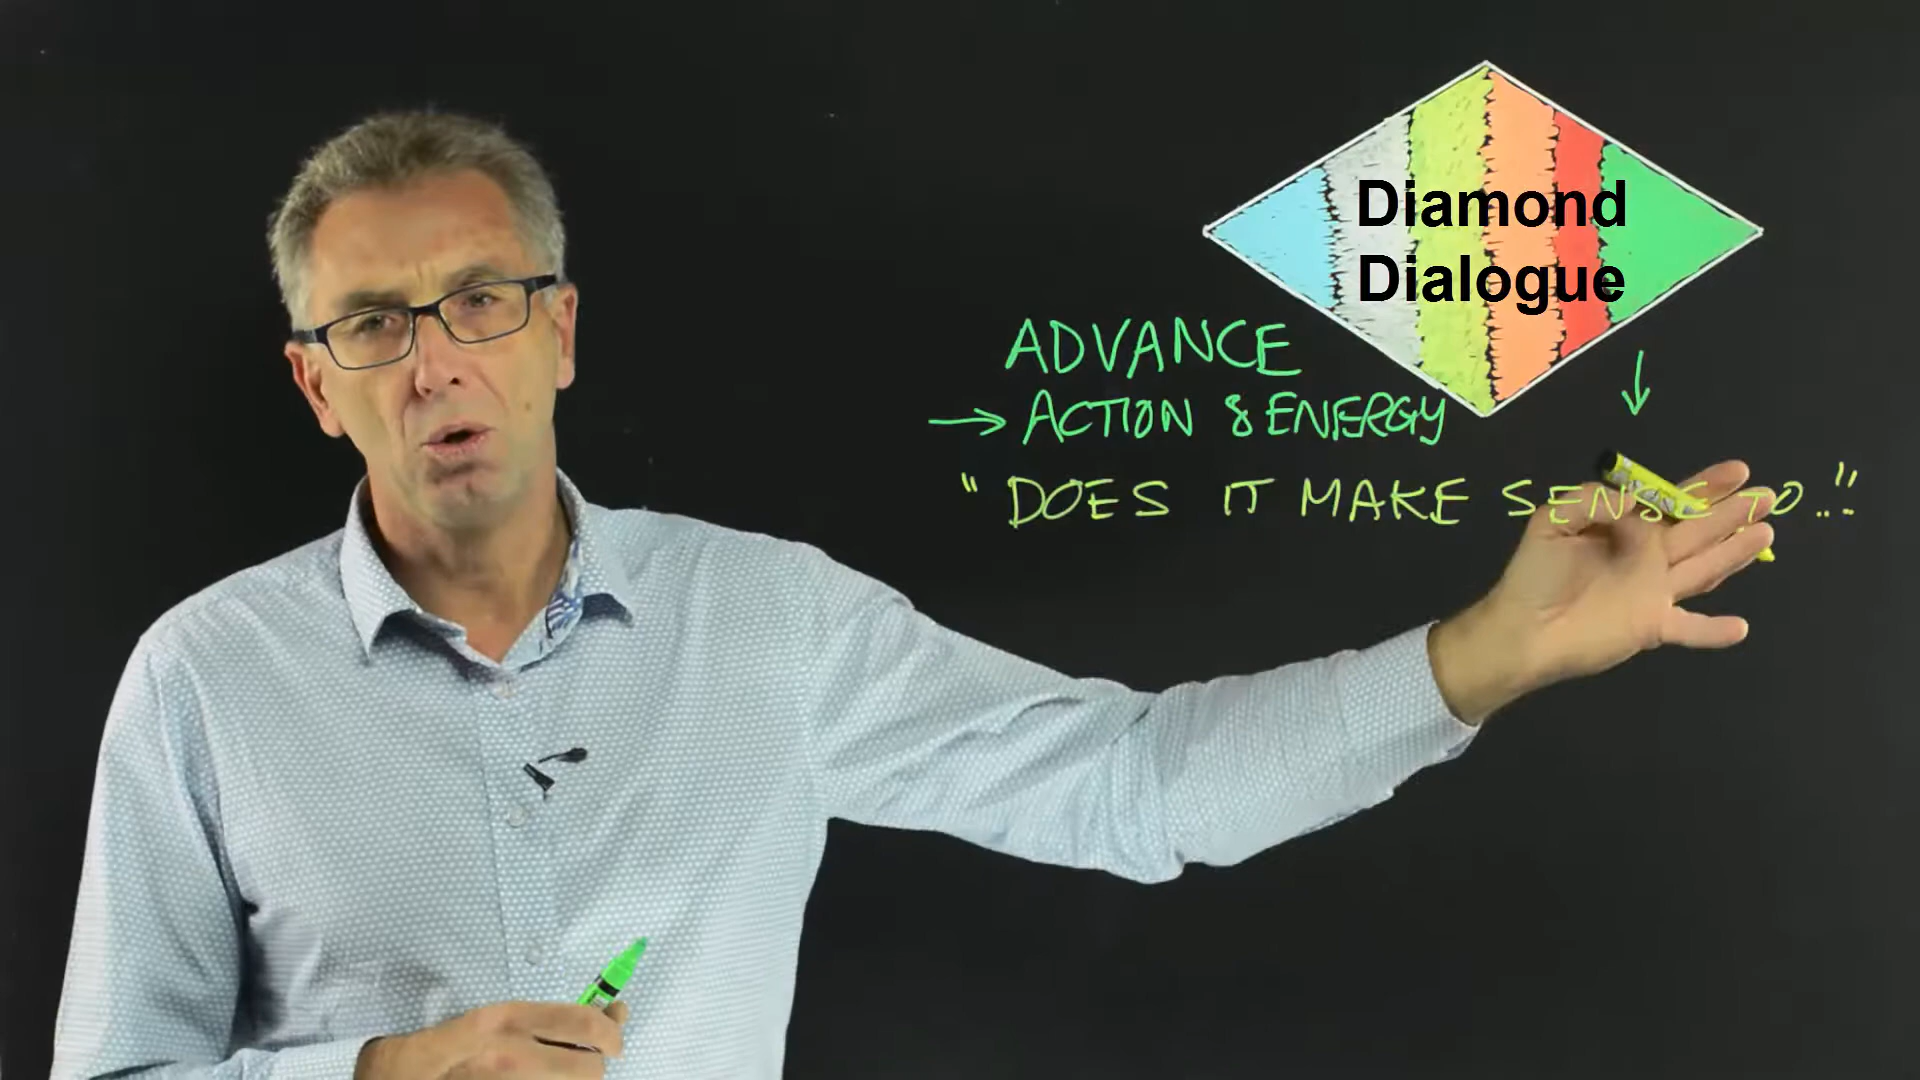 Diamond
Dialogue
ADVANCE
→ ACTION & ENERGY
"DOES IT MAKE SENSE TO.."